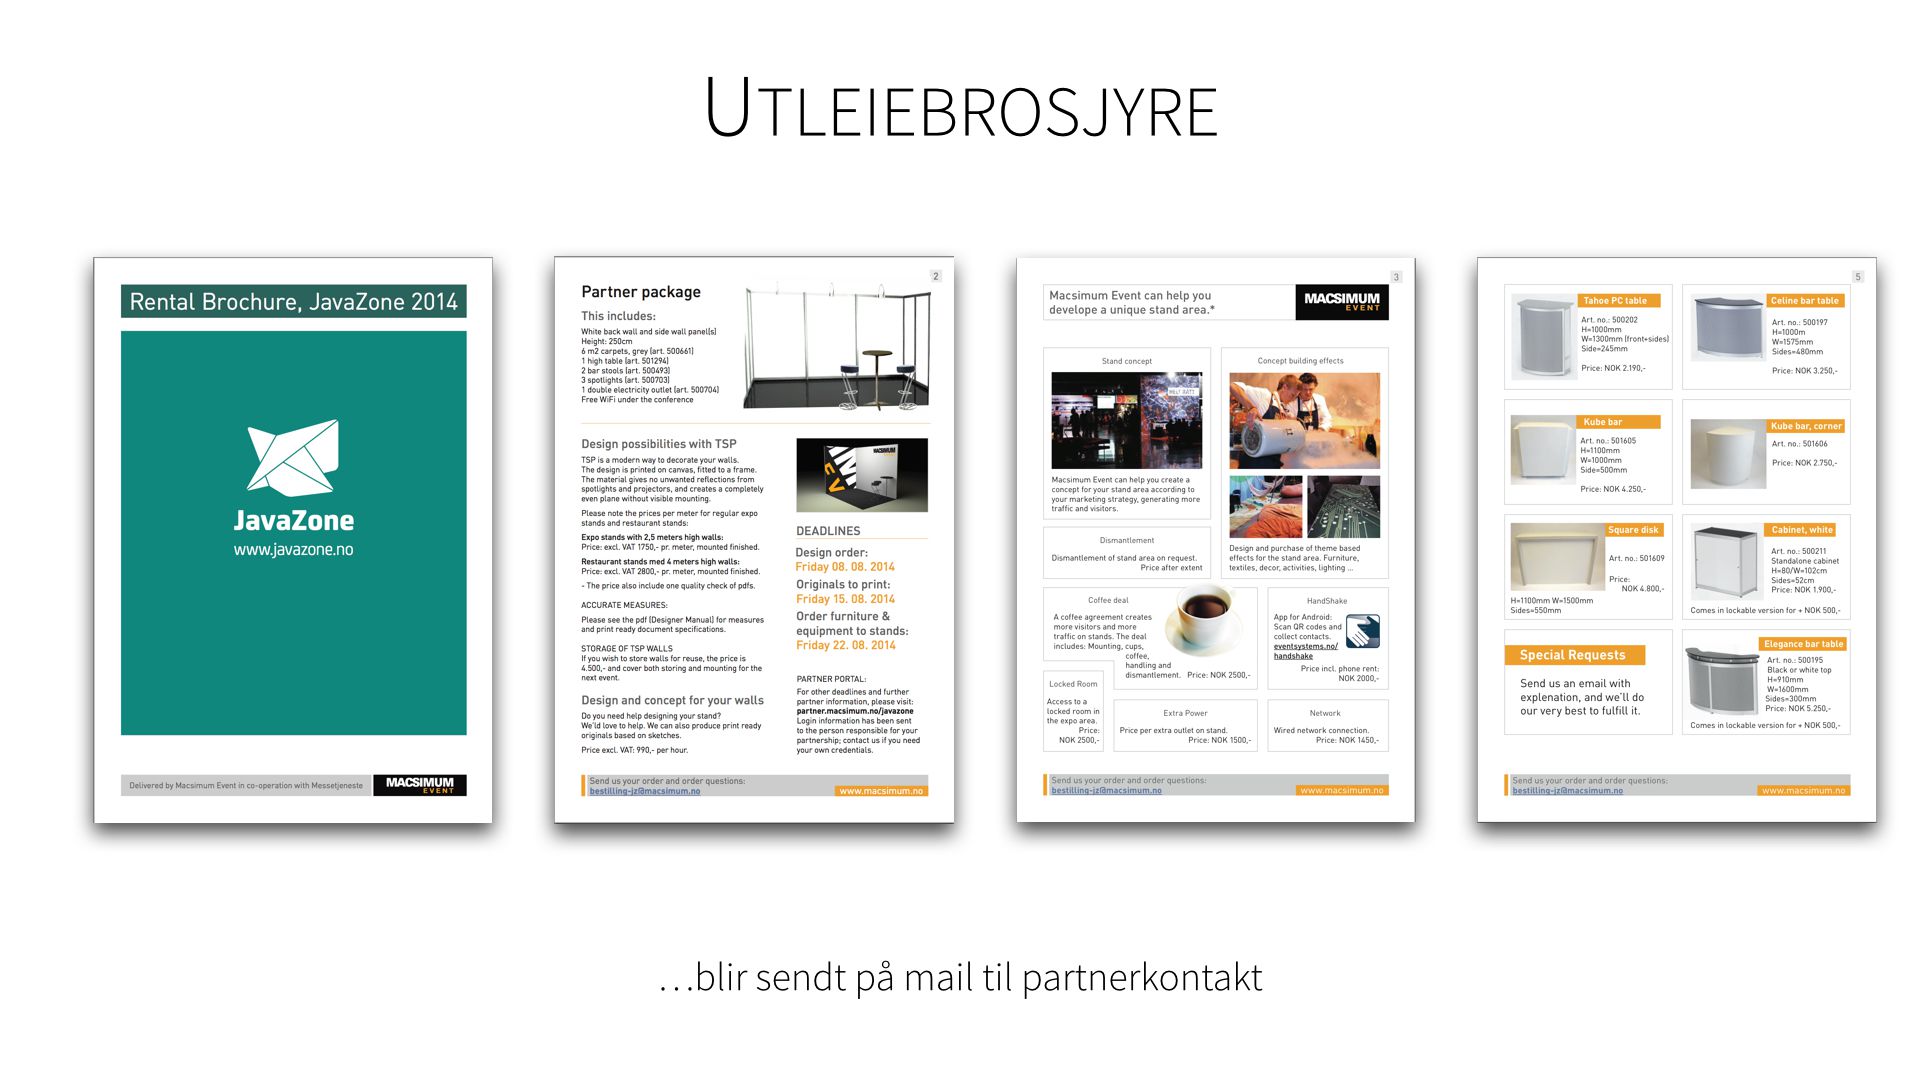 UTLEIEBROSJYRE
Rental Brochure, JavaZone 2014
JavaZone
www.javazone.no
Delivered by Macsimum Event in co-operation with Messetjeneste
MACSIMUM
EVENT
2
Partner package
This includes:
White back wall and side wall panel(s)
Height: 250cm
6 m2 carpets, grey (art. 500661)
1 high table (art. 501294)
2 bar stools (art. 500493)
3 spotlights (art. 500703)
1 double electricity outlet (art. 500704)
Free WiFi under the conference
Design possibilities with TSP
TSP is a modern way to decorate your walls.
The design is printed on canvas, fitted to a frame.
The material gives no unwanted reflections from
spotlights and projectors, and creates a completely
even plane without visible mounting.
Please note the prices per meter for regular expo
stands and restaurant stands:
Expo stands with 2,5 meters high walls:
Price: excl. VAT 1750,- pr. meter, mounted finished.
Restaurant stands med 4 meters high walls:
Price: excl. VAT 2800,- pr. meter, mounted finished.
- The price also include one quality check of pdfs.
ACCURATE MEASURES:
Please see the pdf (Designer Manual) for measures
and print ready document specifications.
STORAGE OF TSP WALLS
If you wish to store walls for reuse, the price is
4.500,- and cover both storing and mounting for the
next event.
Design and concept for your walls
Do you need help designing your stand?
We'd love to help. We can also produce print ready
originals based on sketches.
Price excl. VAT: 990,- per hour.
MACSIMUM
DEADLINES
Design order:
Friday 08. 08. 2014
Originals to print:
Friday 15. 08. 2014
Order furniture &
equipment to stands:
Friday 22. 08. 2014
PARTNER PORTAL:
For other deadlines and further
partner information, please visit:
partner.macsimum.no/javazone
Login information has been sent
to the person responsible for your
partnership; contact us if you need
your own credentials.
Send us your order and order questions:
bestilling-jz@macsimum.no
www.macsimum.no
3
Macsimum Event can help you
develope a unique stand area.*
MACSIMUM
EVENT
Stand concept
Macsimum Event can help you create a
concept for your stand area according to
your marketing strategy, generating more
traffic and visitors.
Concept building effects
Design and purchase of theme based
effects for the stand area. Furniture,
textiles, decor, activities, lighting ...
Dismantlement
Dismantlement of stand area on request.
Price after extent
Coffee deal
A coffee agreement creates
more visitors and more
traffic on stands. The deal
includes: Mounting, cups,
coffee,
handling and
dismantlement. Price: NOK 2500,-
HandShake
App for Android:
Scan QR codes and
collect contacts.
eventsystems.no/
handshake
Price incl. phone rent:
NOK 2000,-
Locked Room
Access to a
locked room in
the expo area.
Price:
NOK 2500,-
Extra Power
Price per extra outlet on stand.
Price: NOK 1500,-
Network
Wired network connection.
Price: NOK 1450,-
Send us your order and order questions:
bestilling-jz@macsimum.no
www.macsimum.no
5
Tahoe PC table
Art. no.: 500202
H=1000mm
W=1300mm (front+sides)
Side=245mm
Price: NOK 2.190,-
Celine bar table
Art. no.: 500197
H=1000m
W=1575mm
Sides=480mm
Price: NOK 3.250,-
Kube bar
Art. no.: 501605
H=1100mm
W=1000mm
Side=500mm
Price: NOK 4.250,-
Kube bar, corner
Art. no.: 501606
Price: NOK 2.750,-
Square disk
Art. no.: 501609
Price:
NOK 4.800,-
H=1100mm W=1500mm
Sides=550mm
Cabinet, white
Art. no.: 500211
Standalone cabinet
H=80/W=102cm
Sides=52cm
Price: NOK 1.900,-
Comes in lockable version for + NOK 500,-
Special Requests
Send us an email with
explenation, and we'll do
our very best to fulfill it.
Elegance bar table
Art. no.: 500195
Black or white top
H=910mm
W=1600mm
Sides=300mm
Price: NOK 5.250,-
Comes in lockable version for + NOK 500,-
Send us your order and order questions:
bestilling-jz@macsimum.no
www.macsimum.no
...blir sendt på mail til partnerkontakt